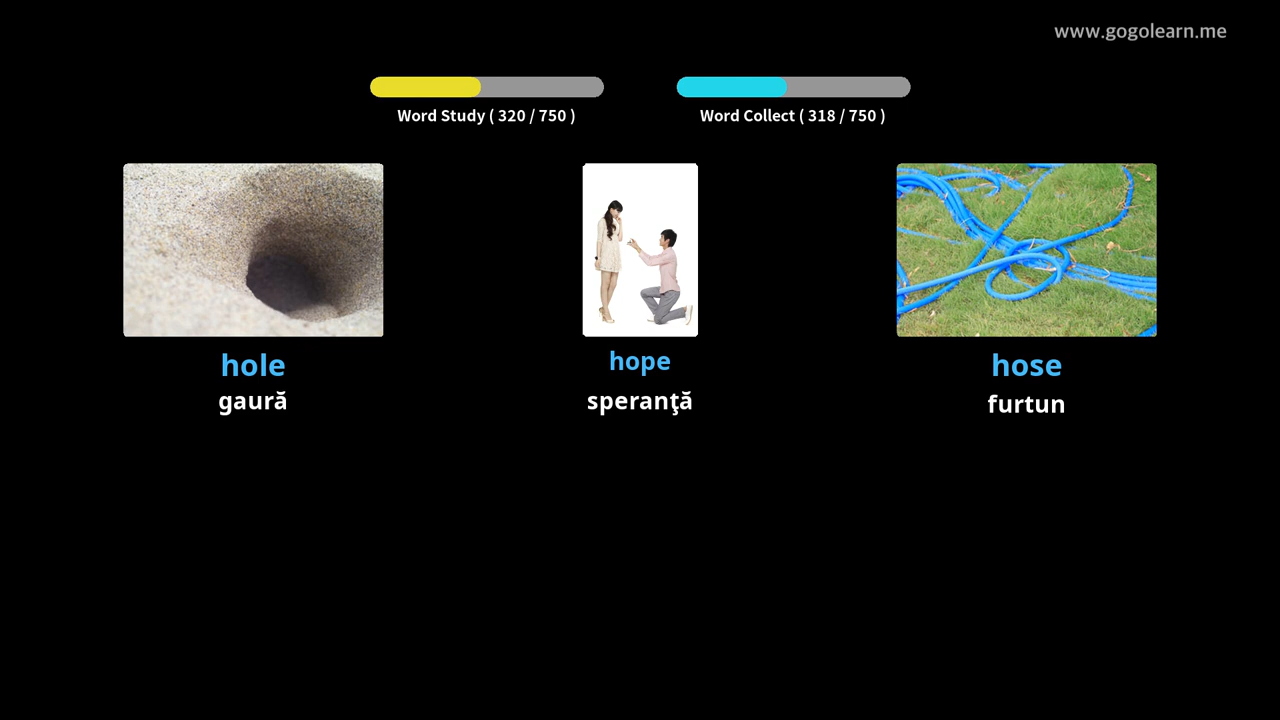 www.gogolearn.me
Word Study ( 320 / 750 )
Word Collect ( 318 / 750 )
hole
gaură
hope
speranţă
hose
furtun